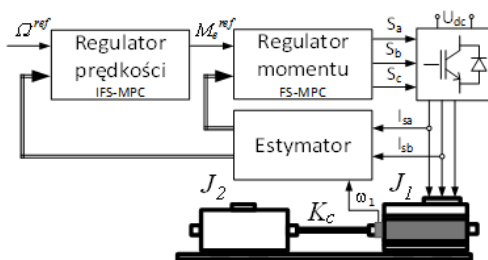 Ω^ref
Regulator prędkości
IFS-MPC
M_e^ref
Regulator momentu
FS-MPC
S_a
S_b
S_c
U_dc
I_sa
I_sb
Estymator
ω_1
J_2
K_c
J_1